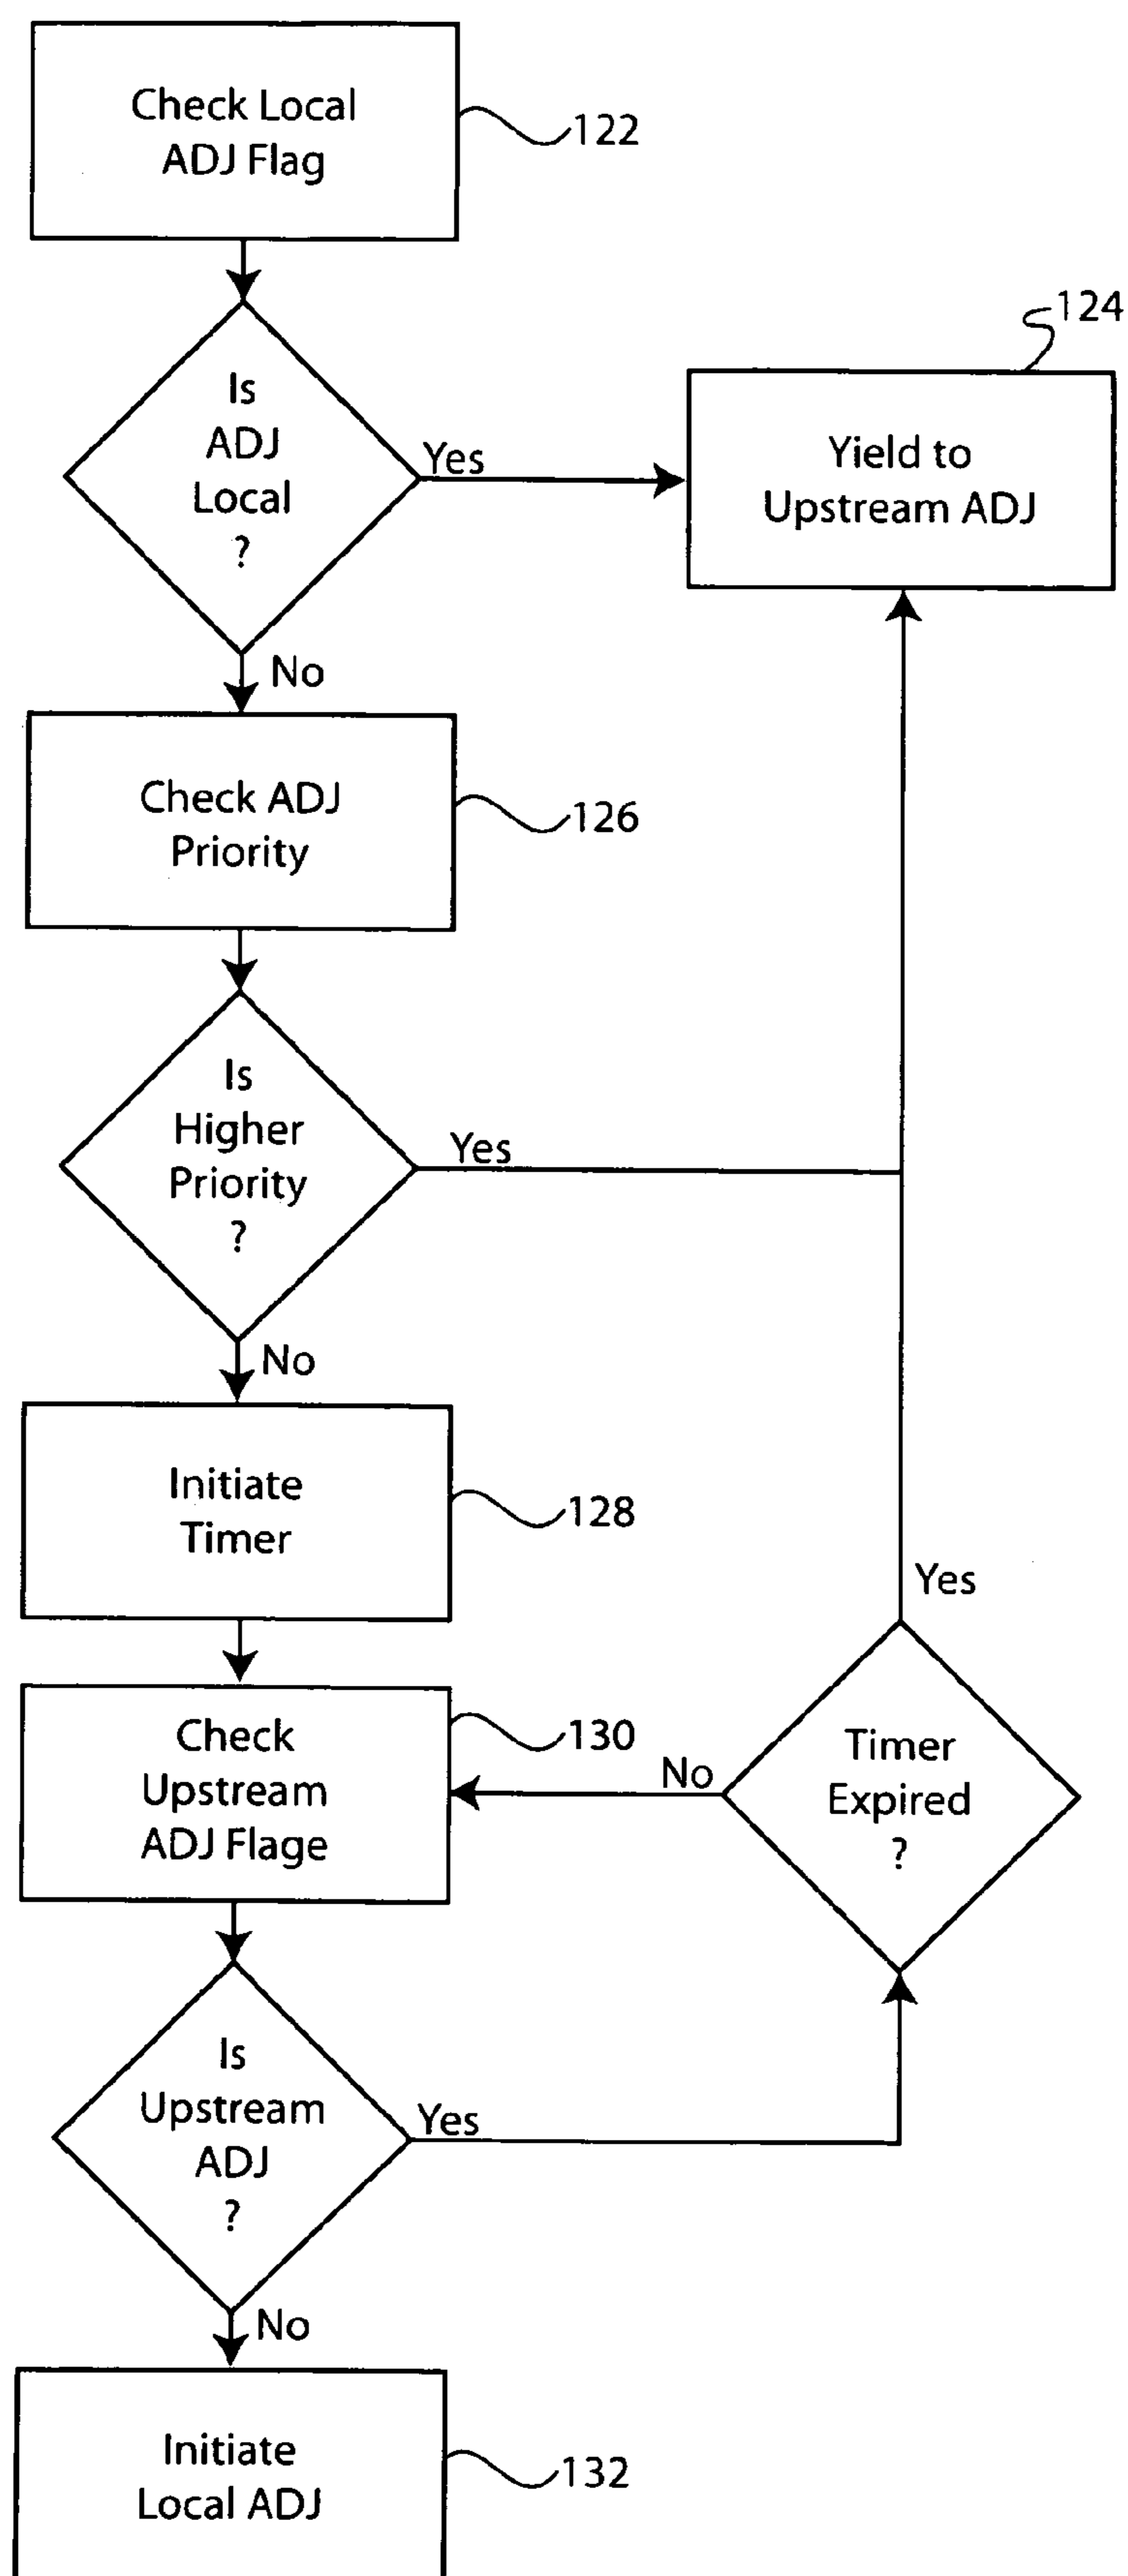 Check Local
ADJ Flag
122
Is
ADJ
Local
?
Yes
124
Yield to
Upstream ADJ
No
Check ADJ
Priority
126
Is
Higher
Priority
?
Yes
No
Initiate
Timer
128
Yes
Check
Upstream
ADJ Flage
130
No
Timer
Expired
?
Is
Upstream
ADJ
?
Yes
No
Initiate
Local ADJ
132